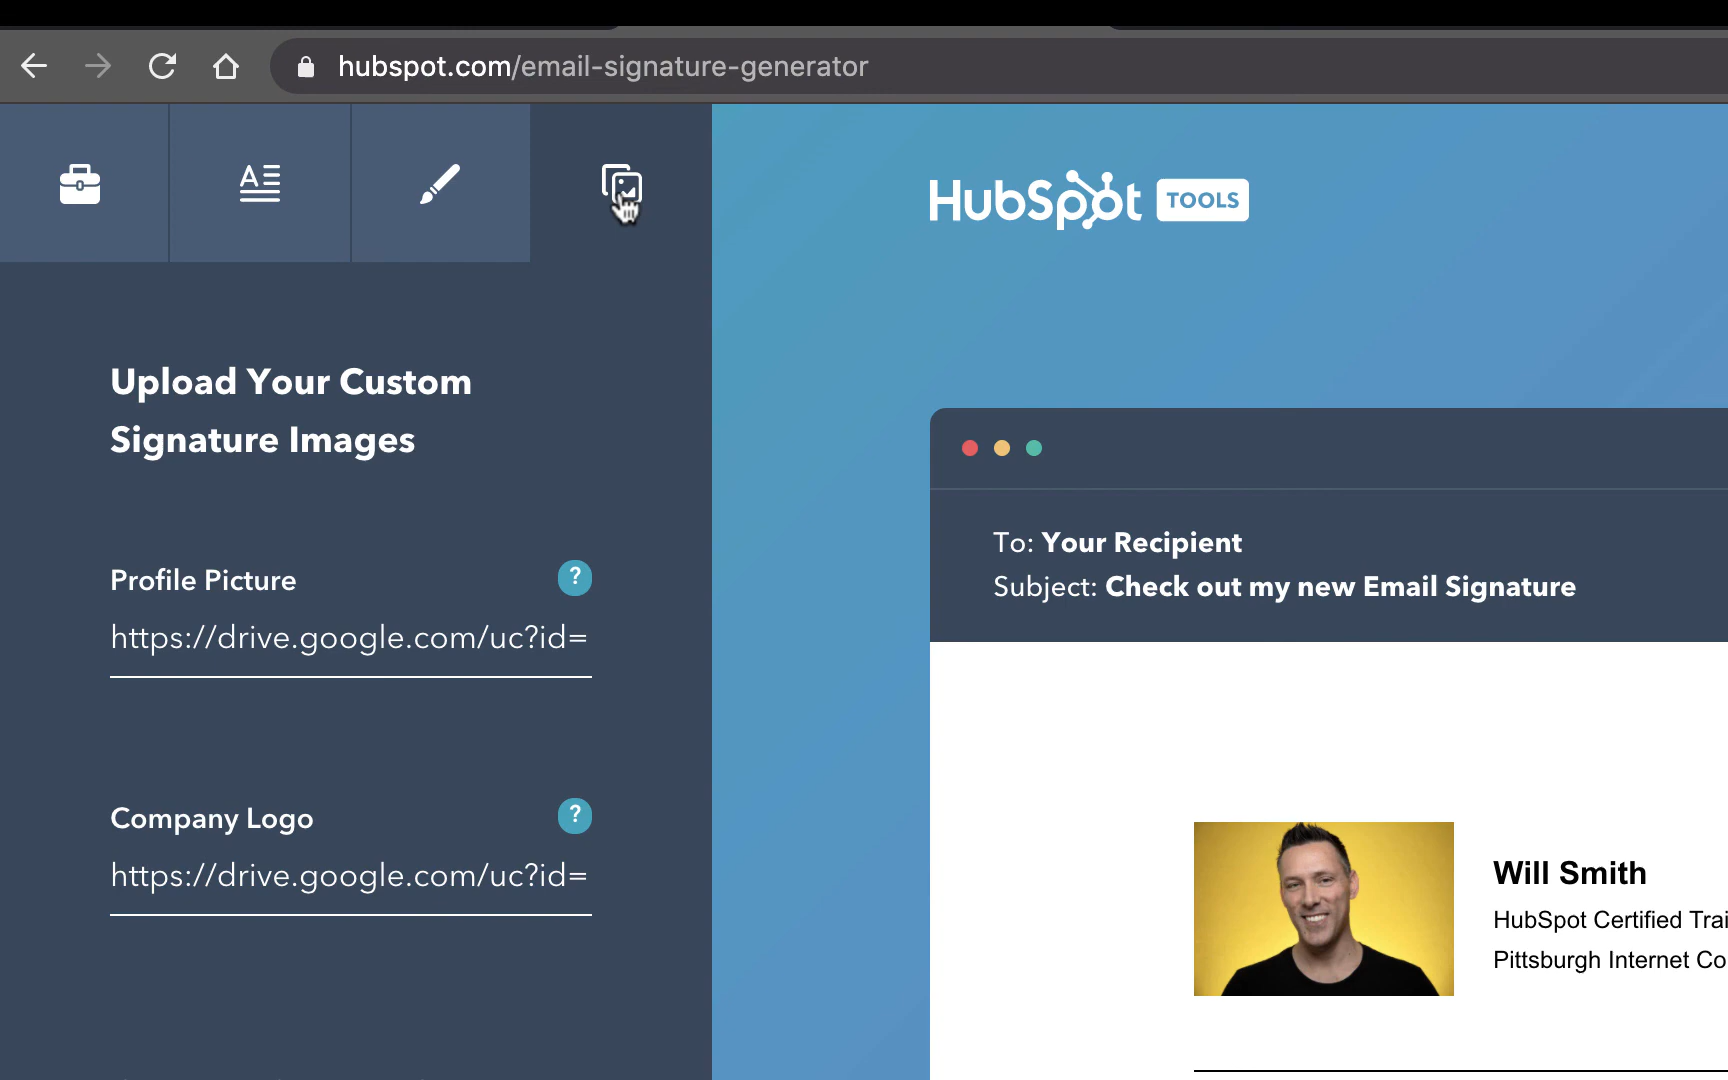 hubspot.com/email-signature-generator
HubSpot TOOLS
Upload Your Custom
Signature Images
Profile Picture ?
https://drive.google.com/uc?id=
Company Logo ?
https://drive.google.com/uc?id=
To: Your Recipient
Subject: Check out my new Email Signature
Will Smith
HubSpot Certified Trai
Pittsburgh Internet Co